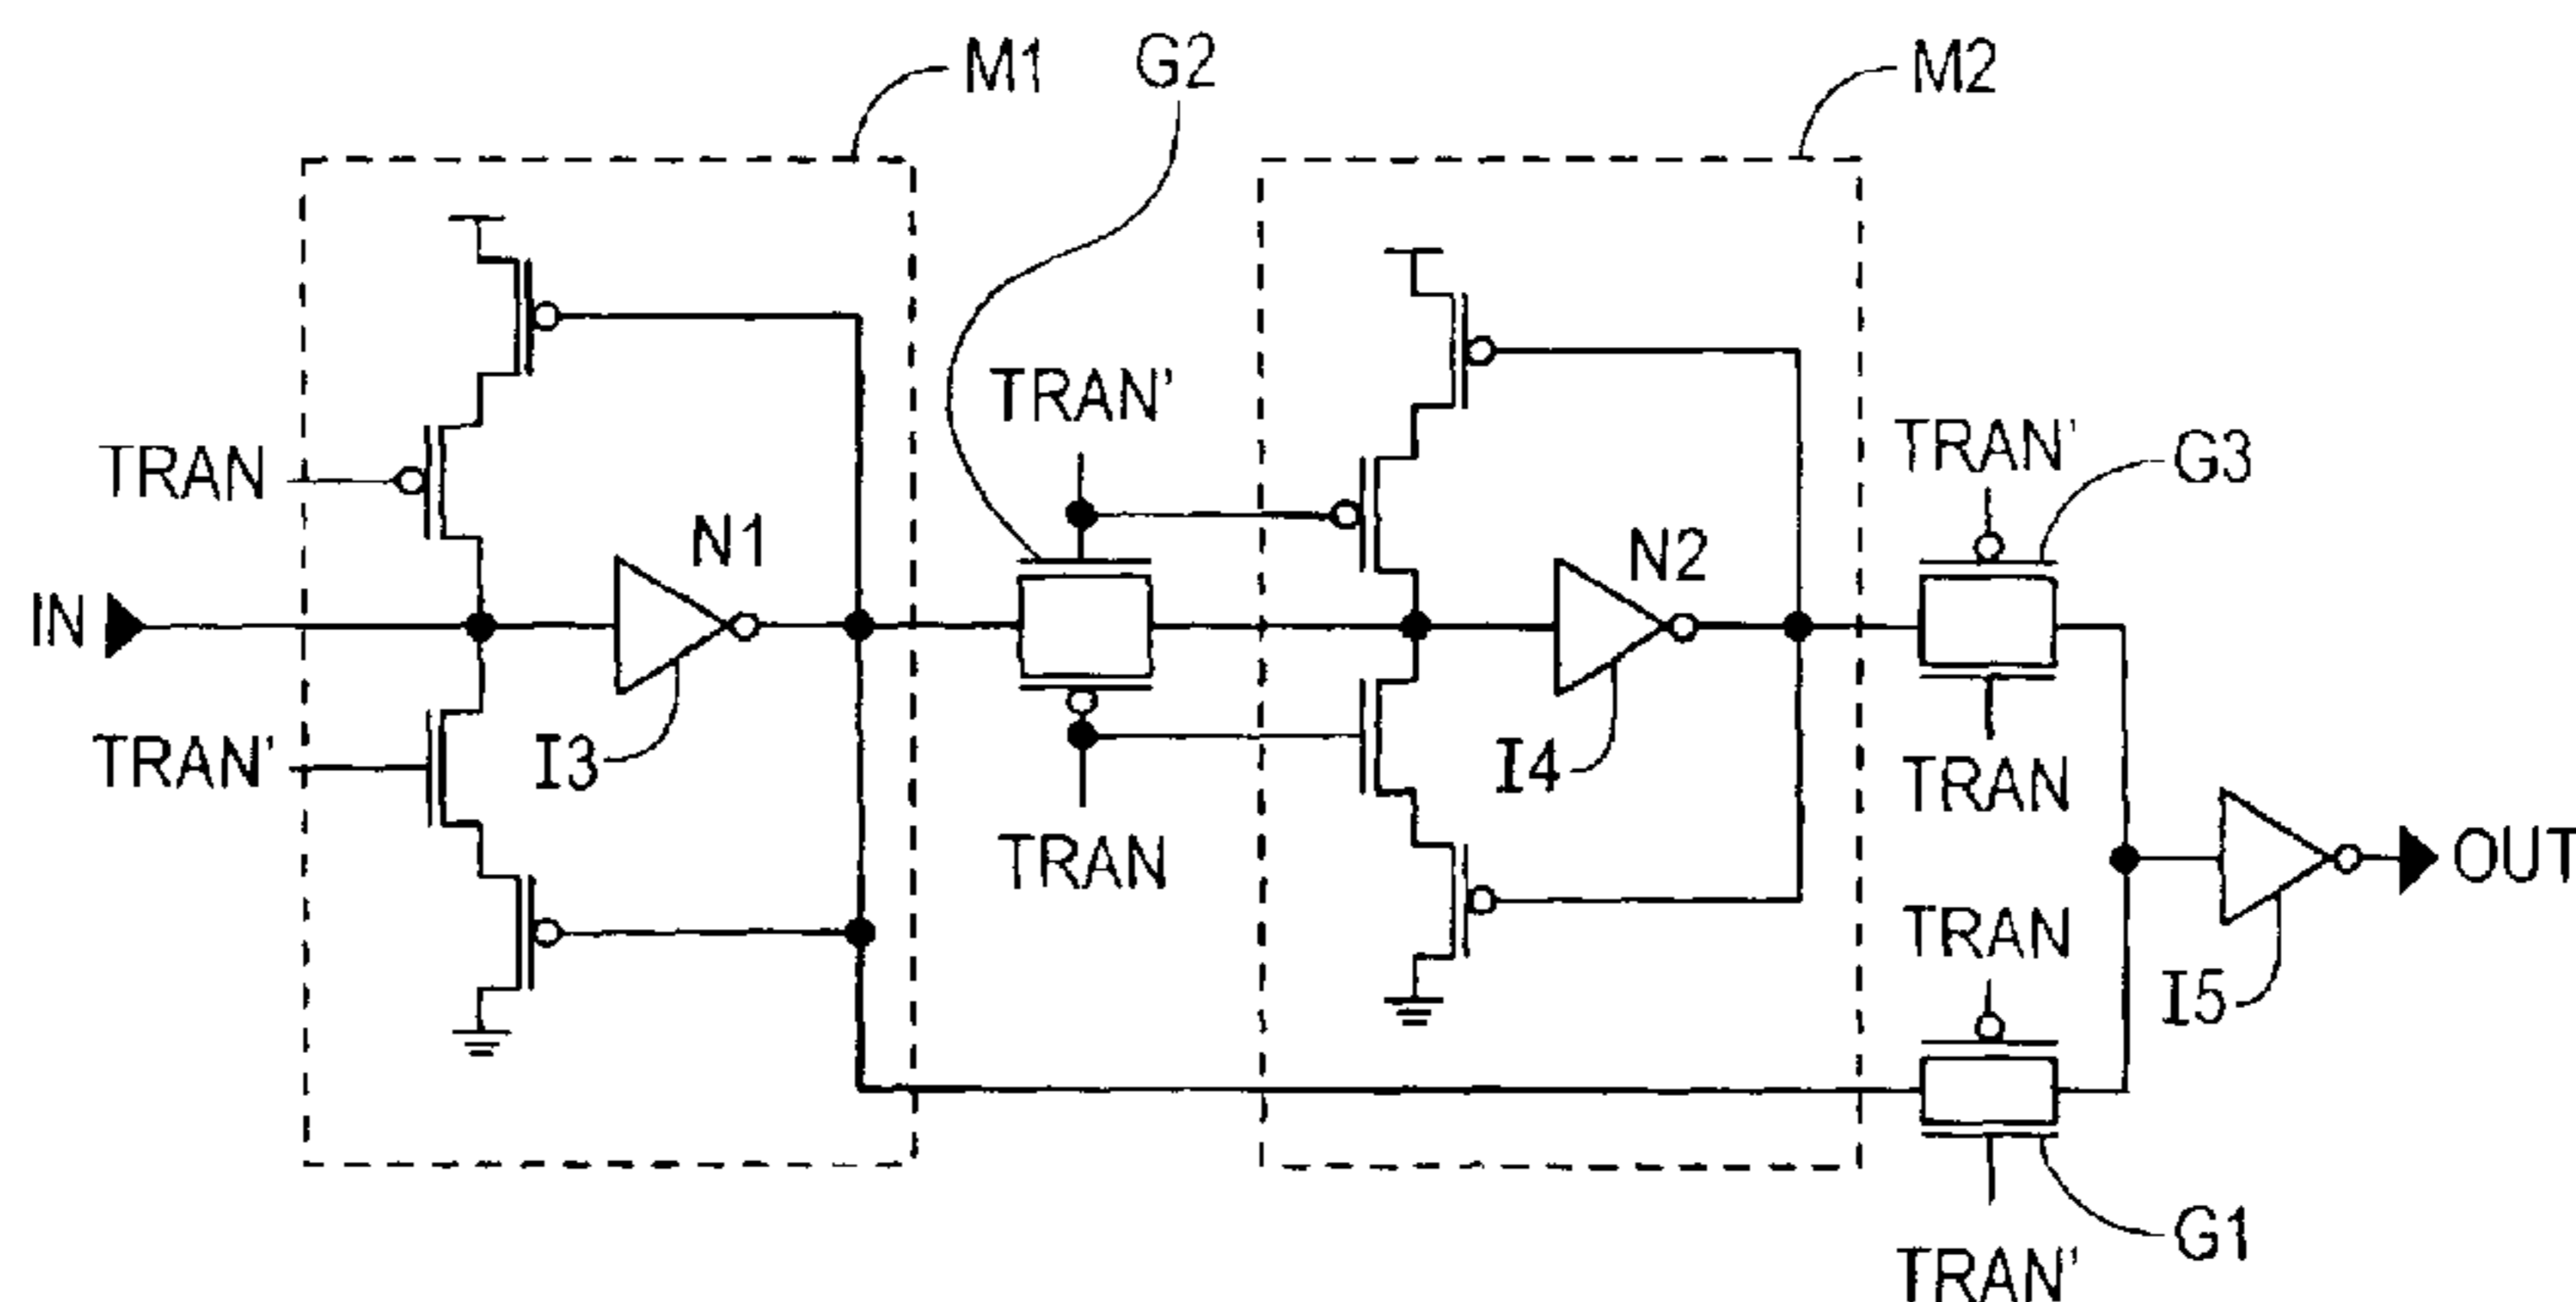 M1
G2
M2
TRAN'
TRAN'
G3
TRAN
N1
N2
IN
TRAN'
I3
I4
TRAN
TRAN
OUT
TRAN
I5
G1
TRAN'